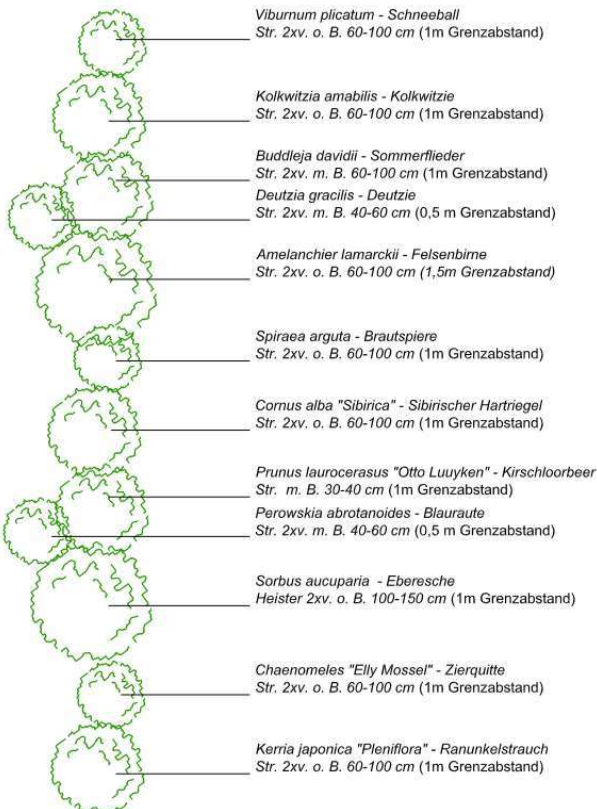 Viburnum plicatum - Schneeball
Str. 2xv. o. B. 60-100 cm (1m Grenzabstand)
Kolkwitzia amabilis - Kolkwitzie
Str. 2xv. o. B. 60-100 cm (1m Grenzabstand)
Buddleja davidii - Sommerflieder
Str. 2xv. m. B. 60-100 cm (1m Grenzabstand)
Deutzia gracilis - Deutzie
Str. 2xv. m. B. 40-60 cm (0,5 m Grenzabstand)
Amelanchier lamarckii - Felsenbirne
Str. 2xv. o. B. 60-100 cm (1,5m Grenzabstand)
Spiraea arguta - Brautspiere
Str. 2xv. o. B. 60-100 cm (1m Grenzabstand)
Cornus alba "Sibirica" - Sibirischer Hartriegel
Str. 2xv. o. B. 60-100 cm (1m Grenzabstand)
Prunus laurocerasus "Otto Luuyken" - Kirschloorbeer
Str. m. B. 30-40 cm (1m Grenzabstand)
Perowskia abrotanoides - Blauraute
Str. 2xv. m. B. 40-60 cm (0,5 m Grenzabstand)
Sorbus aucuparia - Eberesche
Heister 2xv. o. B. 100-150 cm (1m Grenzabstand)
Chaenomeles "Elly Mossel" - Zierquitte
Str. 2xv. o. B. 60-100 cm (1m Grenzabstand)
Kerria japonica "Pleniflora" - Ranunkelstrauch
Str. 2xv. o. B. 60-100 cm (1m Grenzabstand)